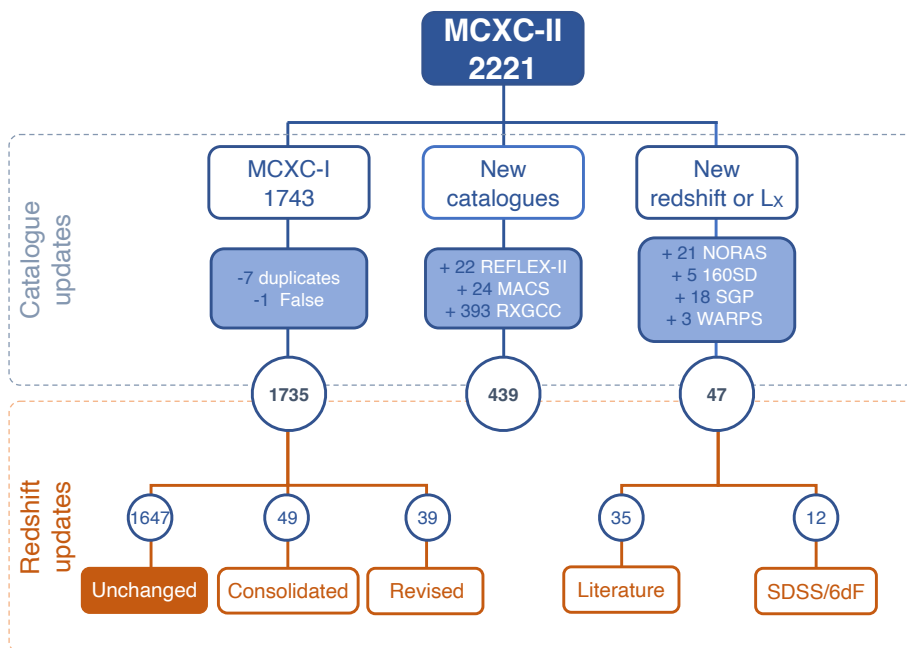 MCXC-II
2221
Catalogue
updates
MCXC-I
1743
New
catalogues
New
redshift or Lx
-7 duplicates
-1 False
+ 22 REFLEX-II
+ 24 MACS
+ 393 RXGCC
+ 21 NORAS
+ 5 160SD
+ 18 SGP
+ 3 WARPS
1735
439
47
Redshift
updates
1647
49
39
35
12
Unchanged
Consolidated
Revised
Literature
SDSS/6dF